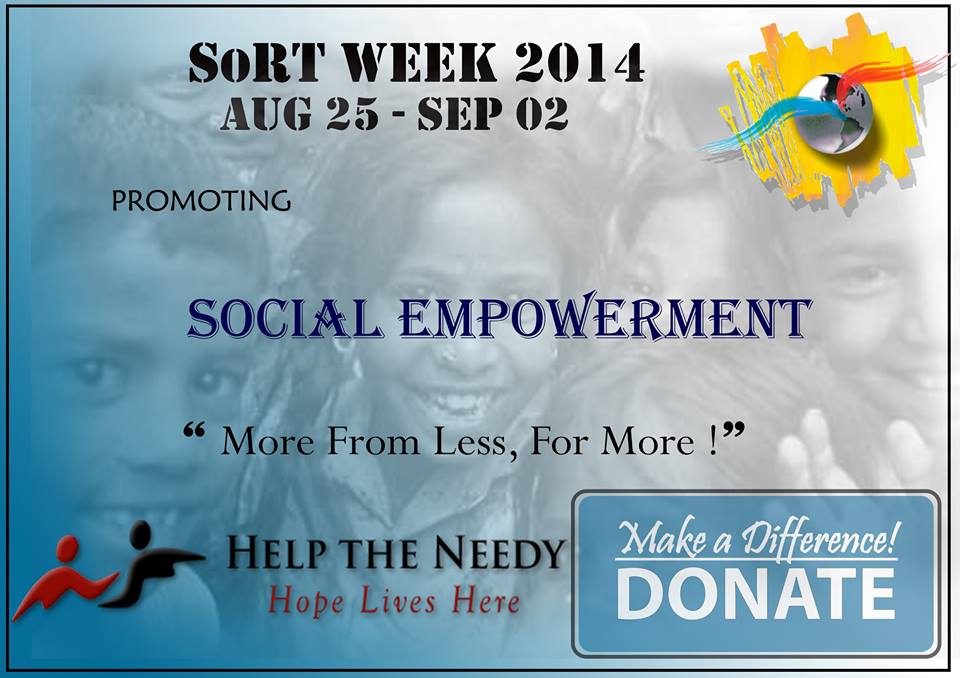 SoRT WEEK 2014
AUG 25 - SEP 02
PROMOTING
SOCIAL EMPOWERMENT
“ More From Less, For More !”
HELP THE NEEDY
Hope Lives Here
Make a Difference!
DONATE